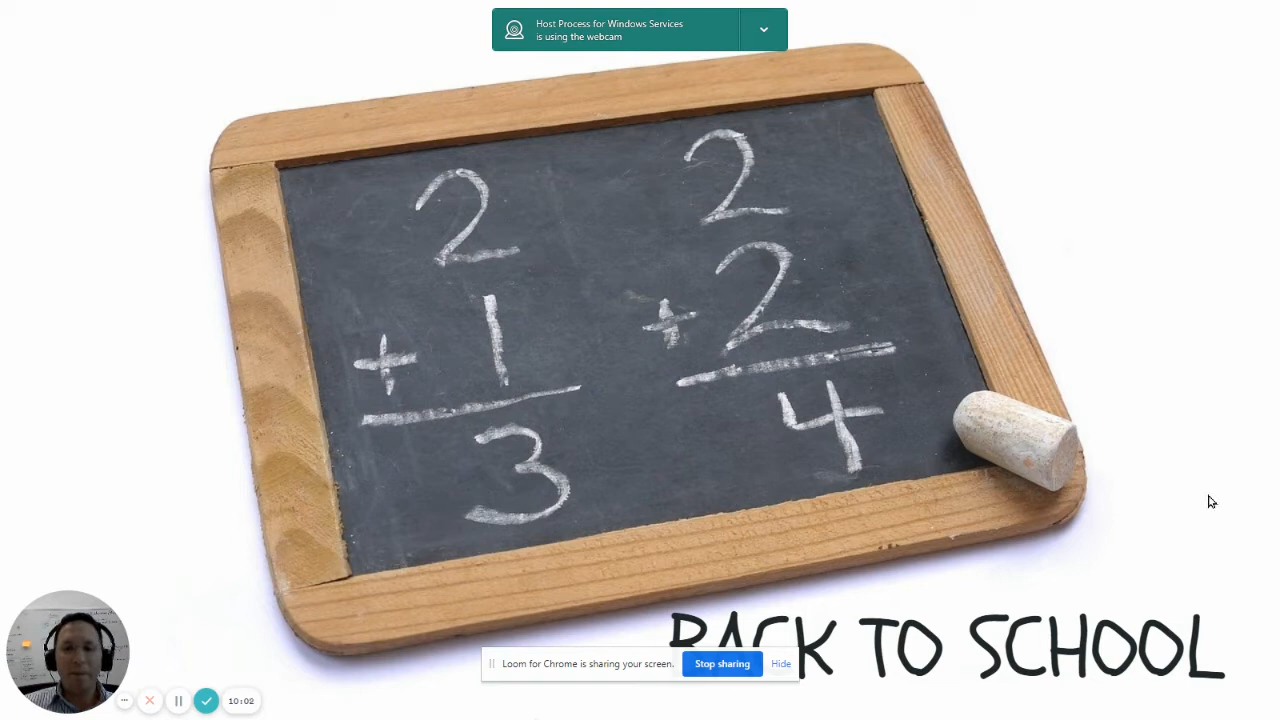 Host Process for Windows Services
is using the webcam
2
+ 1
3
2
+ 2
4
BACK TO SCHOOL
Loom for Chrome is sharing your screen.
Stop sharing
Hide
10:02